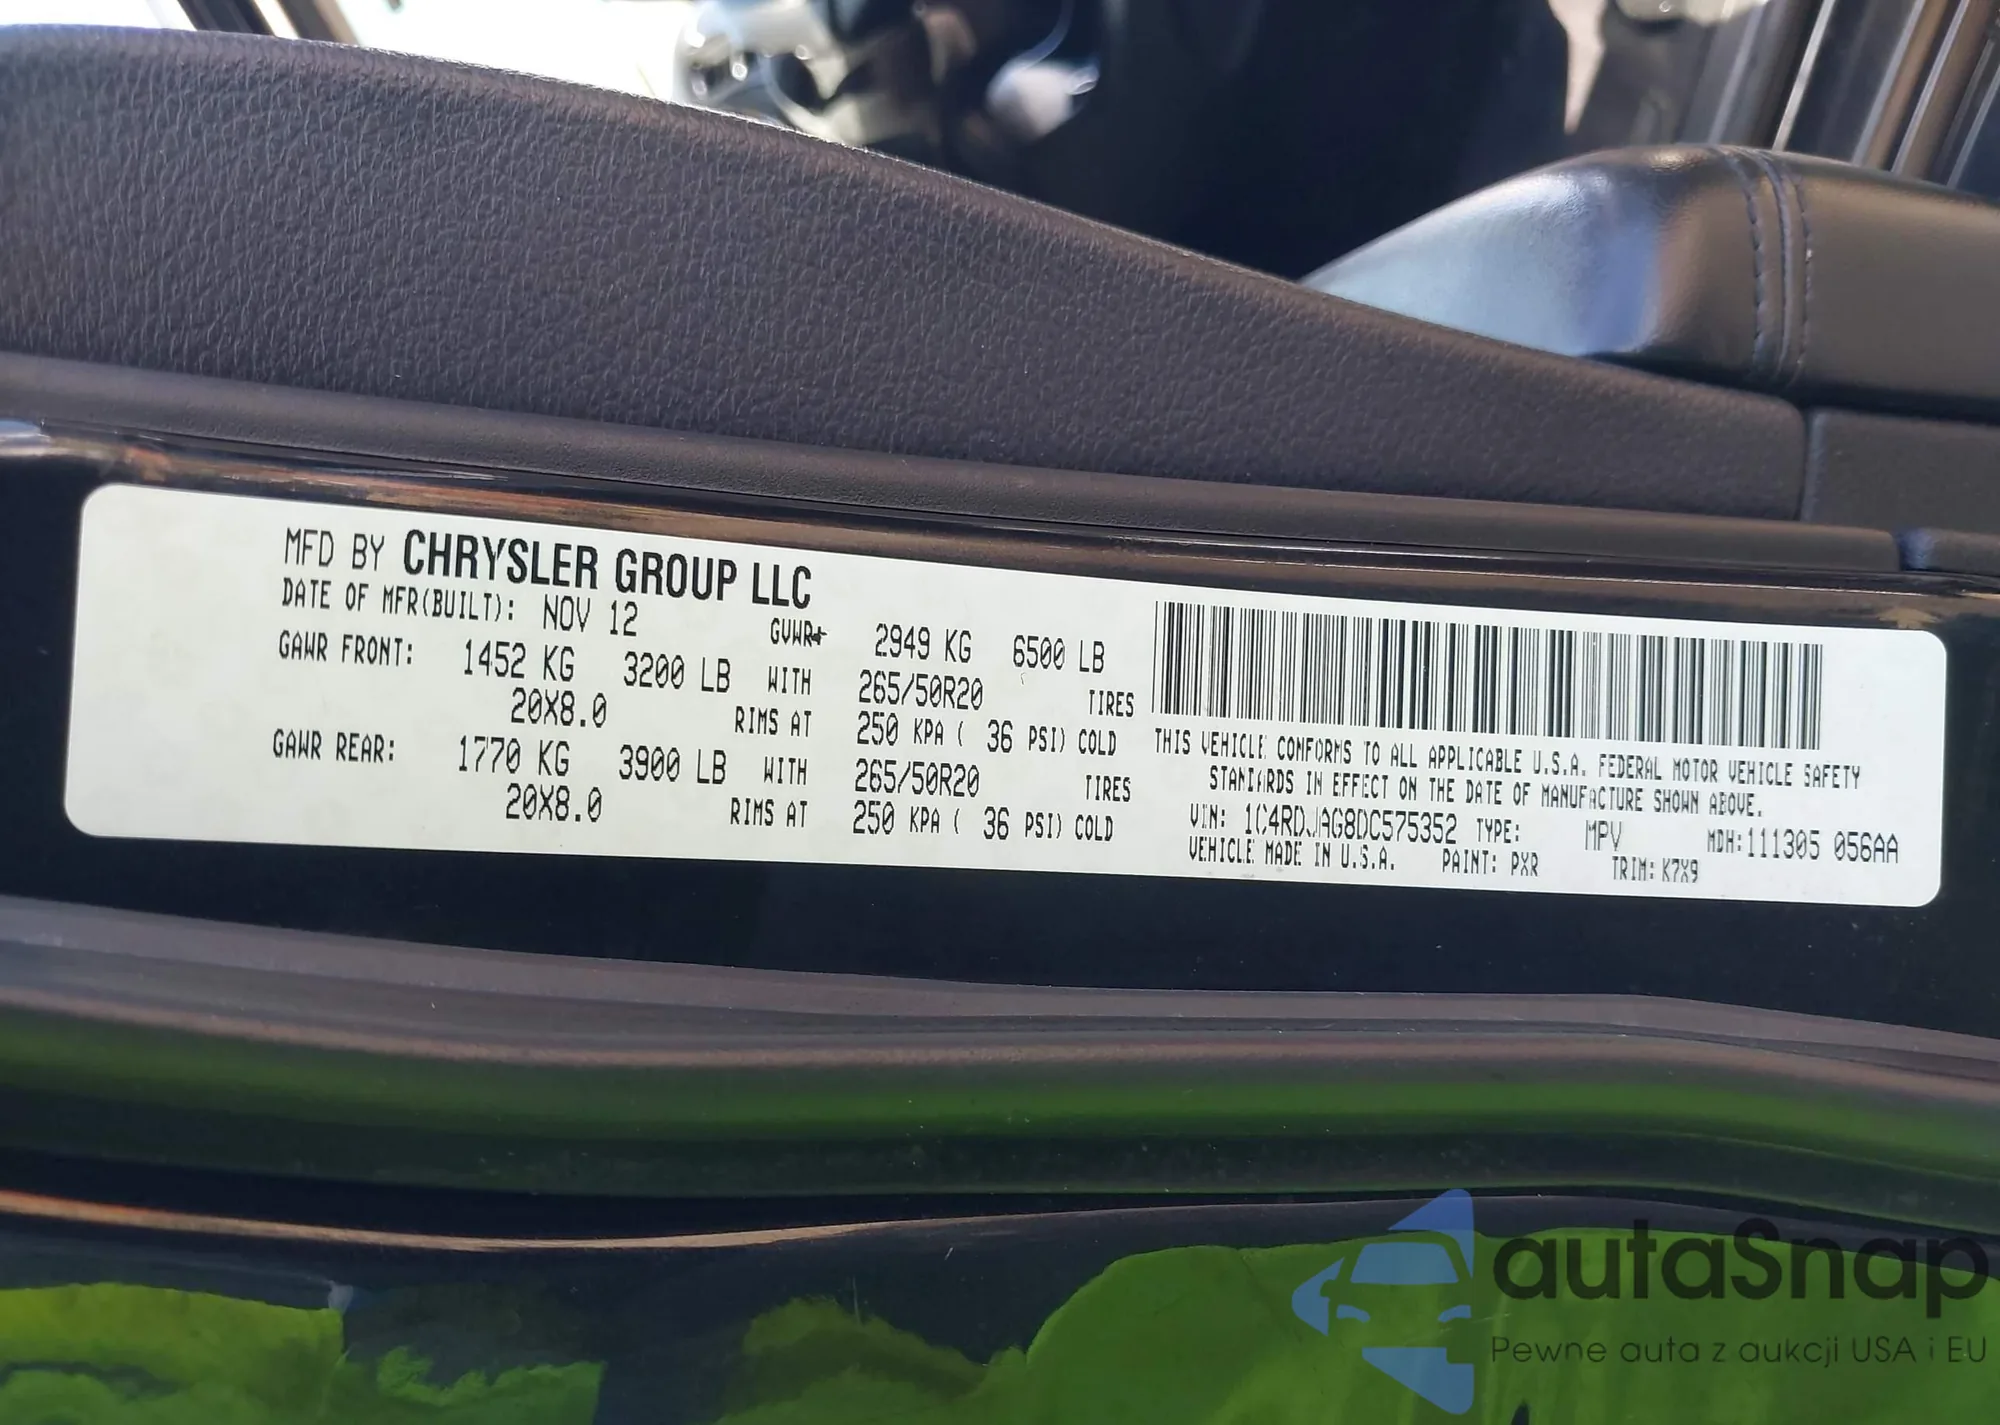 MFD BY CHRYSLER GROUP LLC
DATE OF MFR(BUILT): NOV 12 GVWR 2949 KG 6500 LB
GAWR FRONT: 1452 KG 3200 LB WITH 265/50R20 TIRES
20X8.0 RIMS AT 250 KPA ( 36 PSI) COLD
GAWR REAR: 1770 KG 3900 LB WITH 265/50R20 TIRES
20X8.0 RIMS AT 250 KPA ( 36 PSI) COLD
THIS VEHICLE CONFORMS TO ALL APPLICABLE U.S.A. FEDERAL MOTOR VEHICLE SAFETY
STANDARDS IN EFFECT ON THE DATE OF MANUFACTURE SHOWN ABOVE.
VIN: 1C4RDJAG8DC575352 TYPE: MPV MDH:111305 056AA
VEHICLE MADE IN U.S.A. PAINT: PXR TRIM: K7X9
autaSnap
Pewne auta z aukcji USA i EU